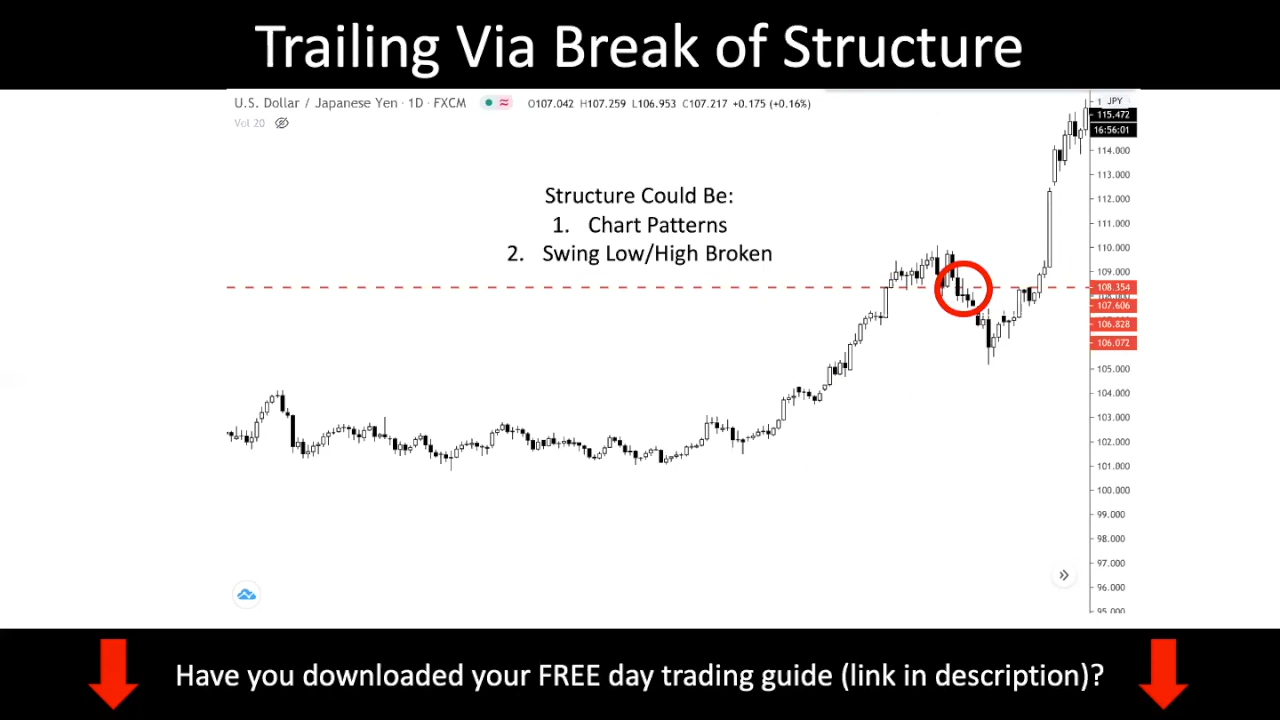 Trailing Via Break of Structure
U.S. Dollar / Japanese Yen · 1D · FXCM O107.042 H107.259 L106.953 C107.217 +0.175 (+0.16%)
Vol 20
JPY
115.472
16:56:01
114.000
113.000
112.000
111.000
110.000
109.000
108.354
107.606
106.828
106.072
105.000
104.000
103.000
102.000
101.000
100.000
99.000
98.000
97.000
96.000
95.000
Structure Could Be:
1. Chart Patterns
2. Swing Low/High Broken
Have you downloaded your FREE day trading guide (link in description)?